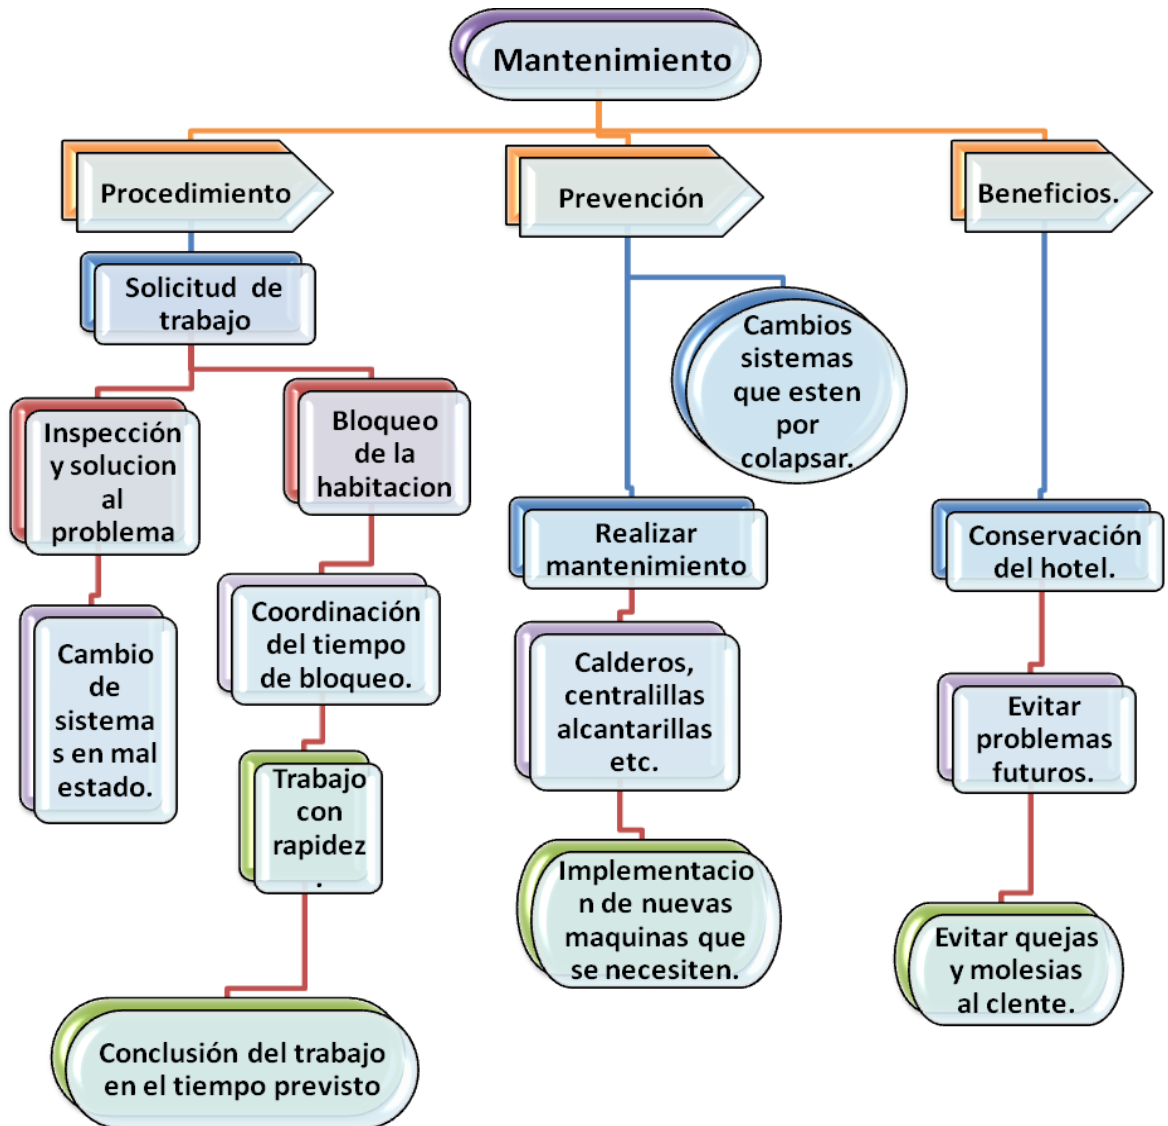 Mantenimiento
Procedimiento
Prevención
Beneficios.
Solicitud de
trabajo
Cambios
sistemas
que esten
por
colapsar.
Inspección
y solucion
al
problema
Bloqueo
de la
habitacion
Realizar
mantenimiento
Conservación
del hotel.
Cambio
de
sistema
s en mal
estado.
Coordinación
del tiempo
de bloqueo.
Calderos,
centralillas
alcantarillas
etc.
Evitar
problemas
futuros.
Trabajo
con
rapidez
.
Implementacio
n de nuevas
maquinas que
se necesiten.
Evitar quejas
y molesias
al clente.
Conclusión del trabajo
en el tiempo previsto